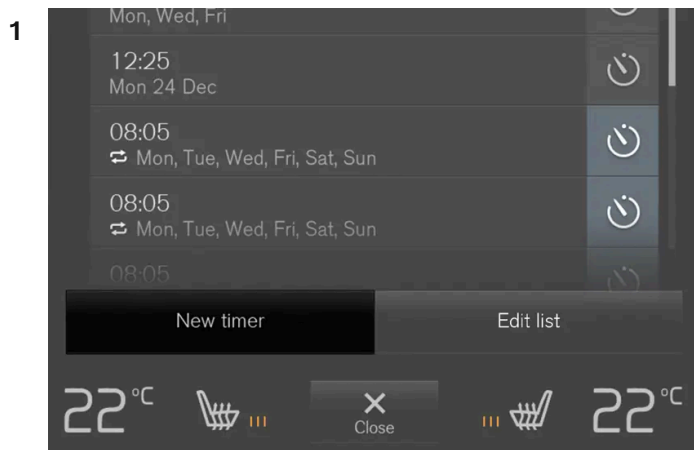 1
Mon, Wed, Fri
12:25
Mon 24 Dec
08:05
Mon, Tue, Wed, Fri, Sat, Sun
08:05
Mon, Tue, Wed, Fri, Sat, Sun
08:05
New timer
Edit list
22°C
Close
22°C